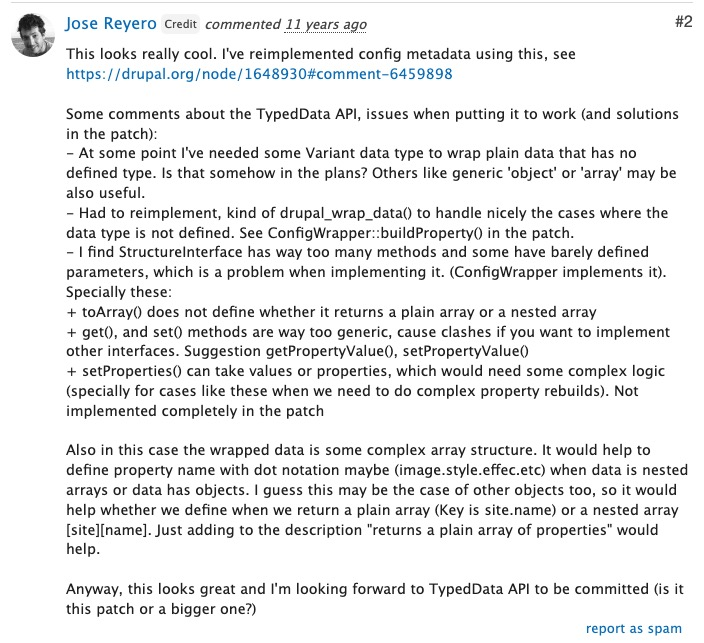 Jose Reyero Credit commented 11 years ago #2
This looks really cool. I've reimplemented config metadata using this, see
https://drupal.org/node/1648930#comment-6459898
Some comments about the TypedData API, issues when putting it to work (and solutions
in the patch):
- At some point I've needed some Variant data type to wrap plain data that has no
defined type. Is that somehow in the plans? Others like generic 'object' or 'array' may be
also useful.
- Had to reimplement, kind of drupal_wrap_data() to handle nicely the cases where the
data type is not defined. See ConfigWrapper::buildProperty() in the patch.
- I find StructureInterface has way too many methods and some have barely defined
parameters, which is a problem when implementing it. (ConfigWrapper implements it).
Specially these:
+ toArray() does not define whether it returns a plain array or a nested array
+ get(), and set() methods are way too generic, cause clashes if you want to implement
other interfaces. Suggestion getPropertyValue(), setPropertyValue()
+ setProperties() can take values or properties, which would need some complex logic
(specially for cases like these when we need to do complex property rebuilds). Not
implemented completely in the patch
Also in this case the wrapped data is some complex array structure. It would help to
define property name with dot notation maybe (image.style.effec.etc) when data is nested
arrays or data has objects. I guess this may be the case of other objects too, so it would
help whether we define when we return a plain array (Key is site.name) or a nested array
[site][name]. Just adding to the description "returns a plain array of properties" would
help.
Anyway, this looks great and I'm looking forward to TypedData API to be committed (is it
this patch or a bigger one?)
report as spam